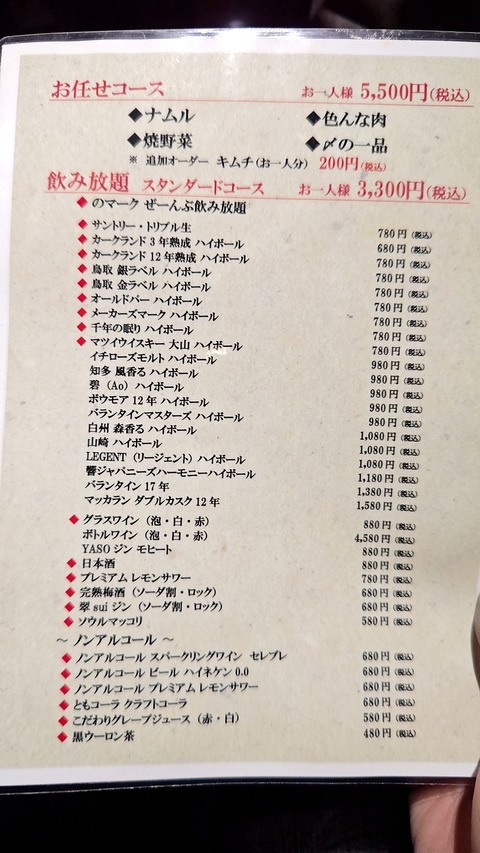 お任せコース お一人様 5,500円(税込)
◆ナムル ◆色んな肉
◆焼野菜 ◆〆の一品
※ 追加オーダー キムチ(お一人分) 200円(税込)
飲み放題 スタンダードコース お一人様 3,300円(税込)
◆ のマーク ぜーんぶ飲み放題
◆ サントリー・トリプル生 780円(税込)
◆ カークランド 3年熟成 ハイボール 680円(税込)
◆ カークランド 12年熟成 ハイボール 780円(税込)
◆ 鳥取 銀ラベル ハイボール 780円(税込)
◆ 鳥取 金ラベル ハイボール 780円(税込)
◆ オールドパー ハイボール 780円(税込)
◆ メーカーズマーク ハイボール 780円(税込)
◆ 千年の眠り ハイボール 780円(税込)
◆ マツイウイスキー 大山 ハイボール 780円(税込)
イチローズモルト ハイボール 980円(税込)
知多 風香る ハイボール 980円(税込)
碧（Ao）ハイボール 980円(税込)
ボウモア 12年 ハイボール 980円(税込)
バランタインマスターズ ハイボール 980円(税込)
白州 森香る ハイボール 1,080円(税込)
山崎 ハイボール 1,080円(税込)
LEGENT（リージェント）ハイボール 1,080円(税込)
響ジャパニーズハーモニーハイボール 1,180円(税込)
バランタイン 17年 1,380円(税込)
マッカラン ダブルカスク 12年 1,580円(税込)
◆ グラスワイン（泡・白・赤） 880円(税込)
ボトルワイン（泡・白・赤） 4,580円(税込)
YASO ジン モヒート 880円(税込)
◆ 日本酒 880円(税込)
◆ プレミアム レモンサワー 780円(税込)
◆ 完熟梅酒（ソーダ割・ロック） 680円(税込)
◆ 翠 sui ジン（ソーダ割・ロック） 680円(税込)
◆ ソウルマッコリ 580円(税込)
～ ノンアルコール ～
◆ ノンアルコール スパークリングワイン セレブレ 680円(税込)
◆ ノンアルコール ビール ハイネケン 0.0 680円(税込)
◆ ノンアルコール プレミアム レモンサワー 680円(税込)
◆ ともコーラ クラフトコーラ 680円(税込)
◆ こだわりグレープジュース（赤・白） 580円(税込)
◆ 黒ウーロン茶 480円(税込)